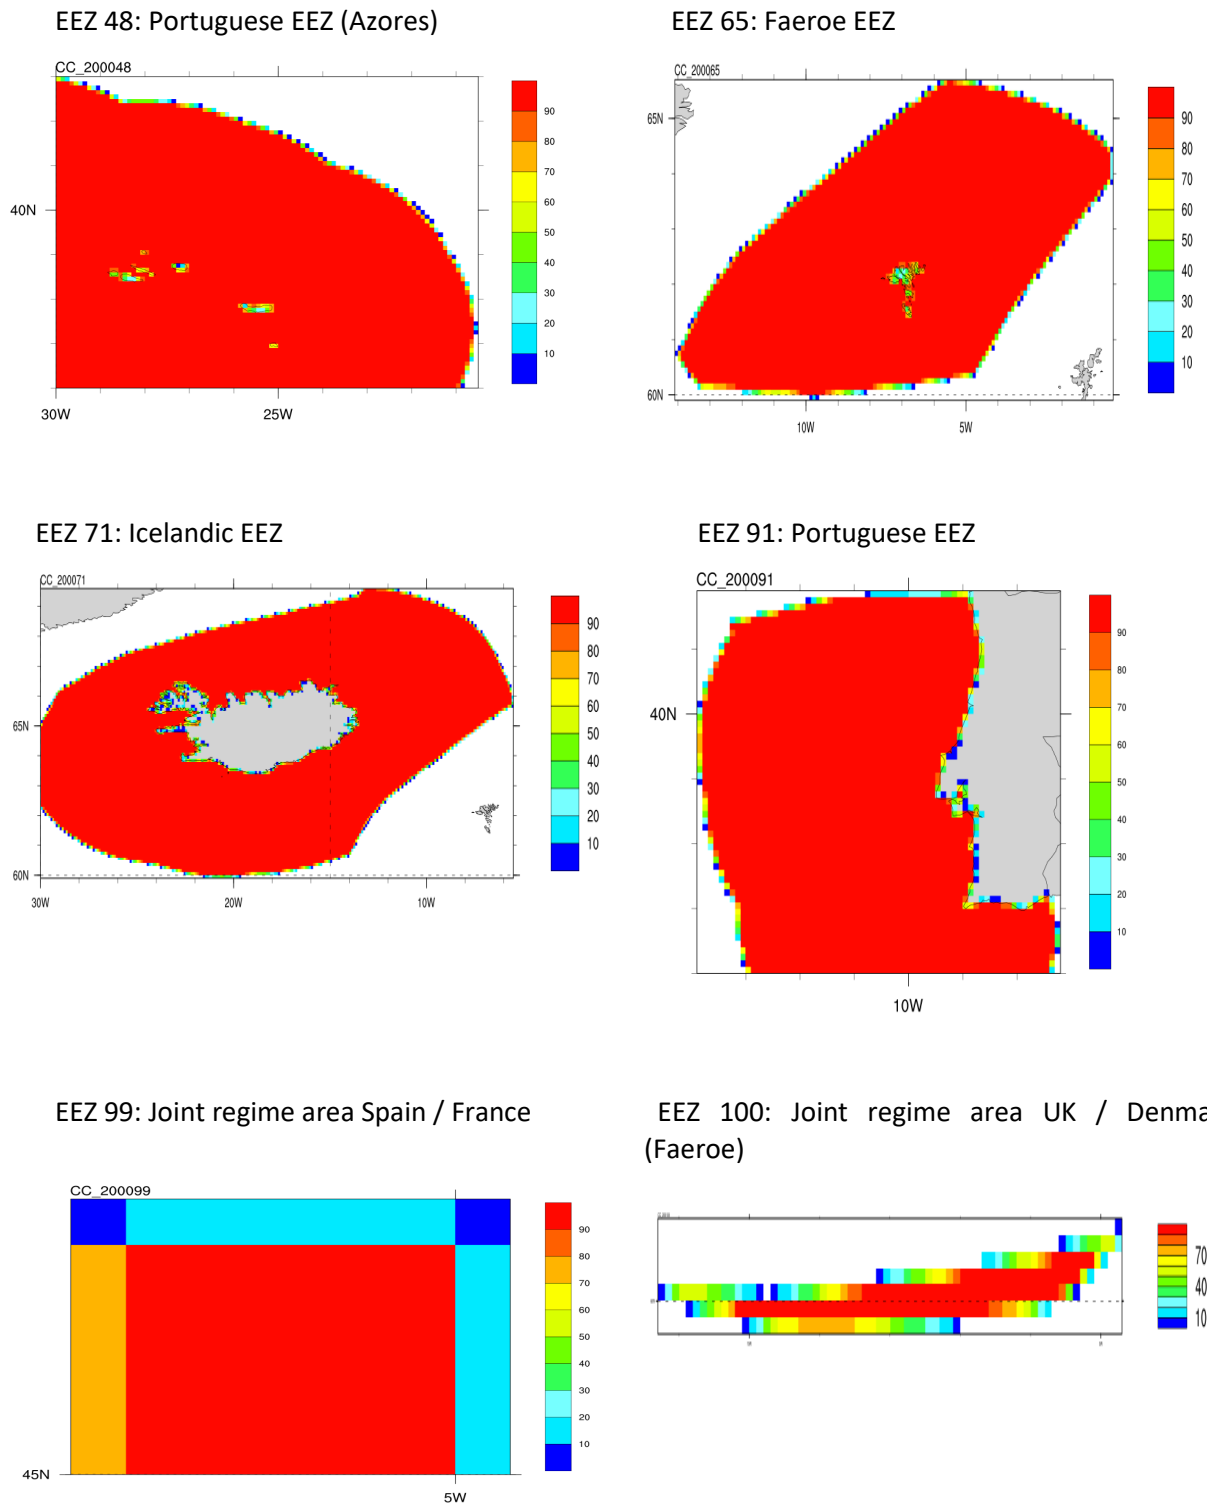 EEZ 48: Portuguese EEZ (Azores)
CC_200048
40N
30W
25W
90
80
70
60
50
40
30
20
10
EEZ 65: Faeroe EEZ
CC_200065
65N
60N
10W
5W
90
80
70
60
50
40
30
20
10
EEZ 71: Icelandic EEZ
CC_200071
65N
60N
30W
20W
10W
90
80
70
60
50
40
30
20
10
EEZ 91: Portuguese EEZ
CC_200091
40N
10W
90
80
70
60
50
40
30
20
10
EEZ 99: Joint regime area Spain / France
CC_200099
45N
5W
90
80
70
60
50
40
30
20
10
EEZ 100: Joint regime area UK / Denma
(Faeroe)
70
40
10